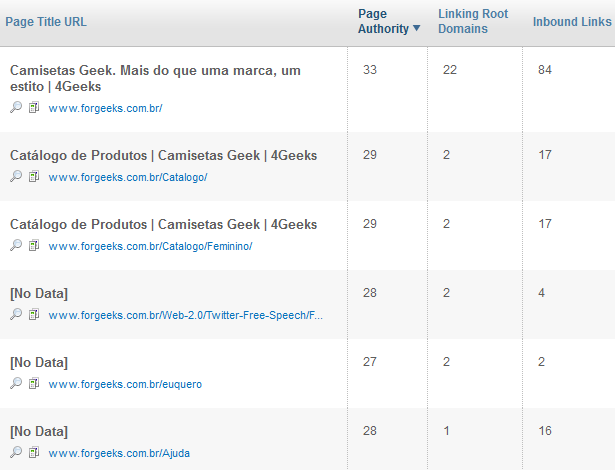 Page Title URL
Page Authority
Linking Root Domains
Inbound Links
Camisetas Geek. Mais do que uma marca, um
estito | 4Geeks
www.forgeeks.com.br/
33
22
84
Catálogo de Produtos | Camisetas Geek | 4Geeks
www.forgeeks.com.br/Catalogo/
29
2
17
Catálogo de Produtos | Camisetas Geek | 4Geeks
www.forgeeks.com.br/Catalogo/Feminino/
29
2
17
[No Data]
www.forgeeks.com.br/Web-2.0/Twitter-Free-Speech/F...
28
2
4
[No Data]
www.forgeeks.com.br/euquero
27
2
2
[No Data]
www.forgeeks.com.br/Ajuda
28
1
16